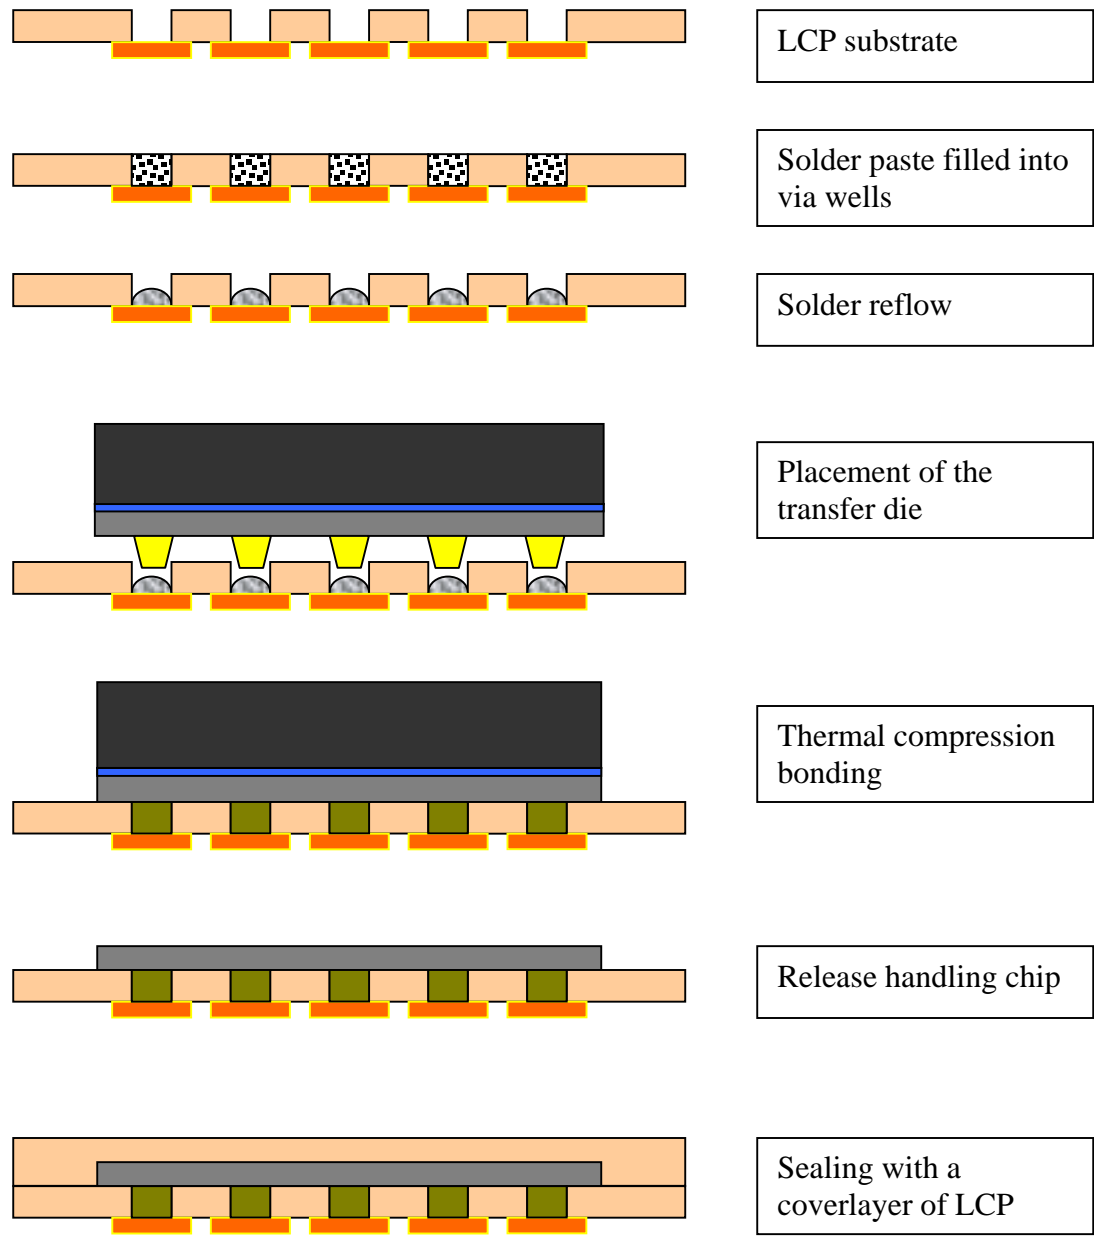 LCP substrate
Solder paste filled into
via wells
Solder reflow
Placement of the
transfer die
Thermal compression
bonding
Release handling chip
Sealing with a
coverlayer of LCP